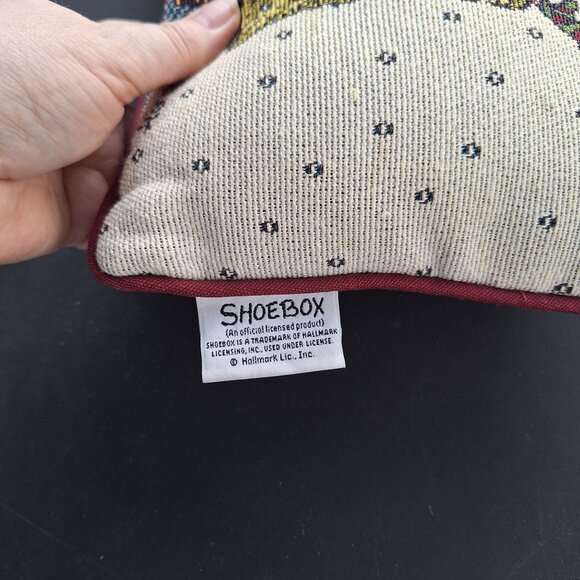 SHOEBOX
(An official licensed product)
SHOEBOX IS A TRADEMARK OF HALLMARK
LICENSING, INC., USED UNDER LICENSE.
© Hallmark Lic., Inc.